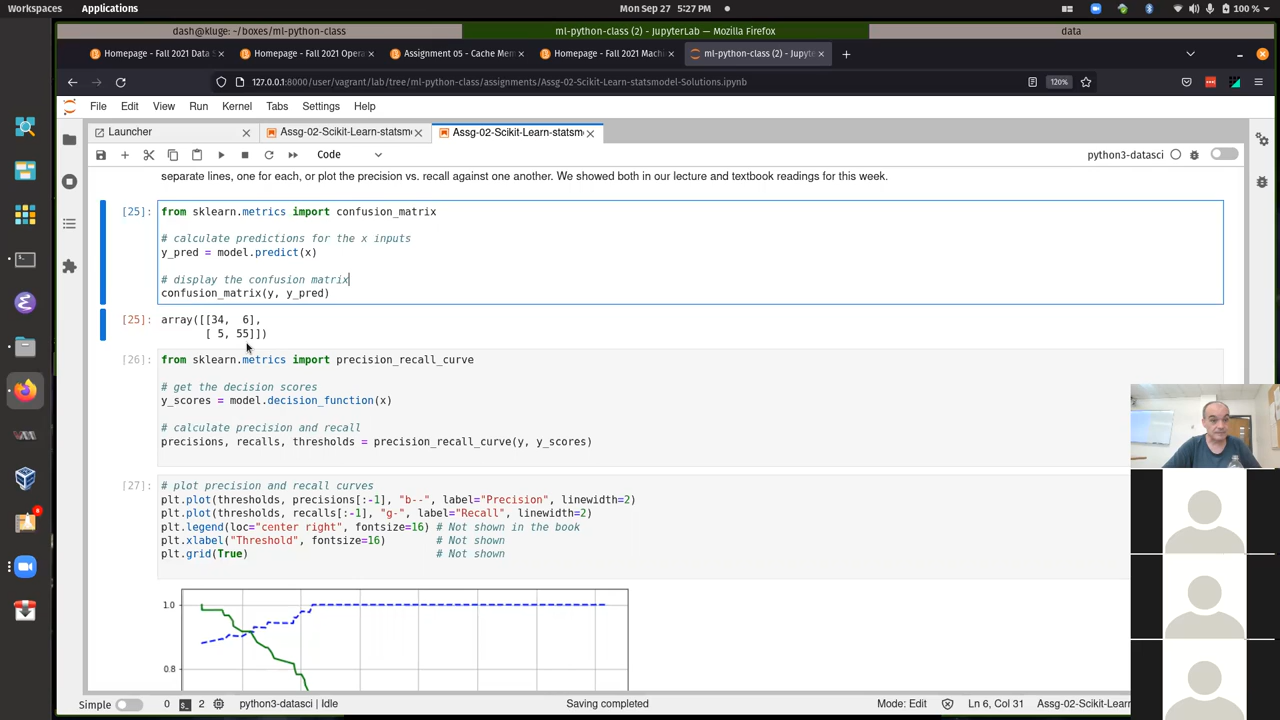 Workspaces Applications Mon Sep 27 5:27 PM 100 %
dash@kluge: ~/boxes/ml-python-class ml-python-class (2) - JupyterLab — Mozilla Firefox data
Homepage - Fall 2021 Data S Homepage - Fall 2021 Opera Assignment 05 - Cache Mem Homepage - Fall 2021 Machi ml-python-class (2) - Jupyte
127.0.0.1:8000/user/vagrant/lab/tree/ml-python-class/assignments/Assg-02-Scikit-Learn-statsmodel-Solutions.ipynb 120%
File Edit View Run Kernel Tabs Settings Help
Launcher Assg-02-Scikit-Learn-statsm Assg-02-Scikit-Learn-statsm
Code python3-datasci
separate lines, one for each, or plot the precision vs. recall against one another. We showed both in our lecture and textbook readings for this week.
[25]: from sklearn.metrics import confusion_matrix
# calculate predictions for the x inputs
y_pred = model.predict(x)
# display the confusion matrix
confusion_matrix(y, y_pred)
[25]: array([[34, 6],
[ 5, 55]])
[26]: from sklearn.metrics import precision_recall_curve
# get the decision scores
y_scores = model.decision_function(x)
# calculate precision and recall
precisions, recalls, thresholds = precision_recall_curve(y, y_scores)
[27]: # plot precision and recall curves
plt.plot(thresholds, precisions[:-1], "b--", label="Precision", linewidth=2)
plt.plot(thresholds, recalls[:-1], "g-", label="Recall", linewidth=2)
plt.legend(loc="center right", fontsize=16) # Not shown in the book
plt.xlabel("Threshold", fontsize=16) # Not shown
plt.grid(True) # Not shown
1.0
0.8
Simple 0 2 python3-datasci | Idle Saving completed Mode: Edit Ln 6, Col 31 Assg-02-Scikit-Learn